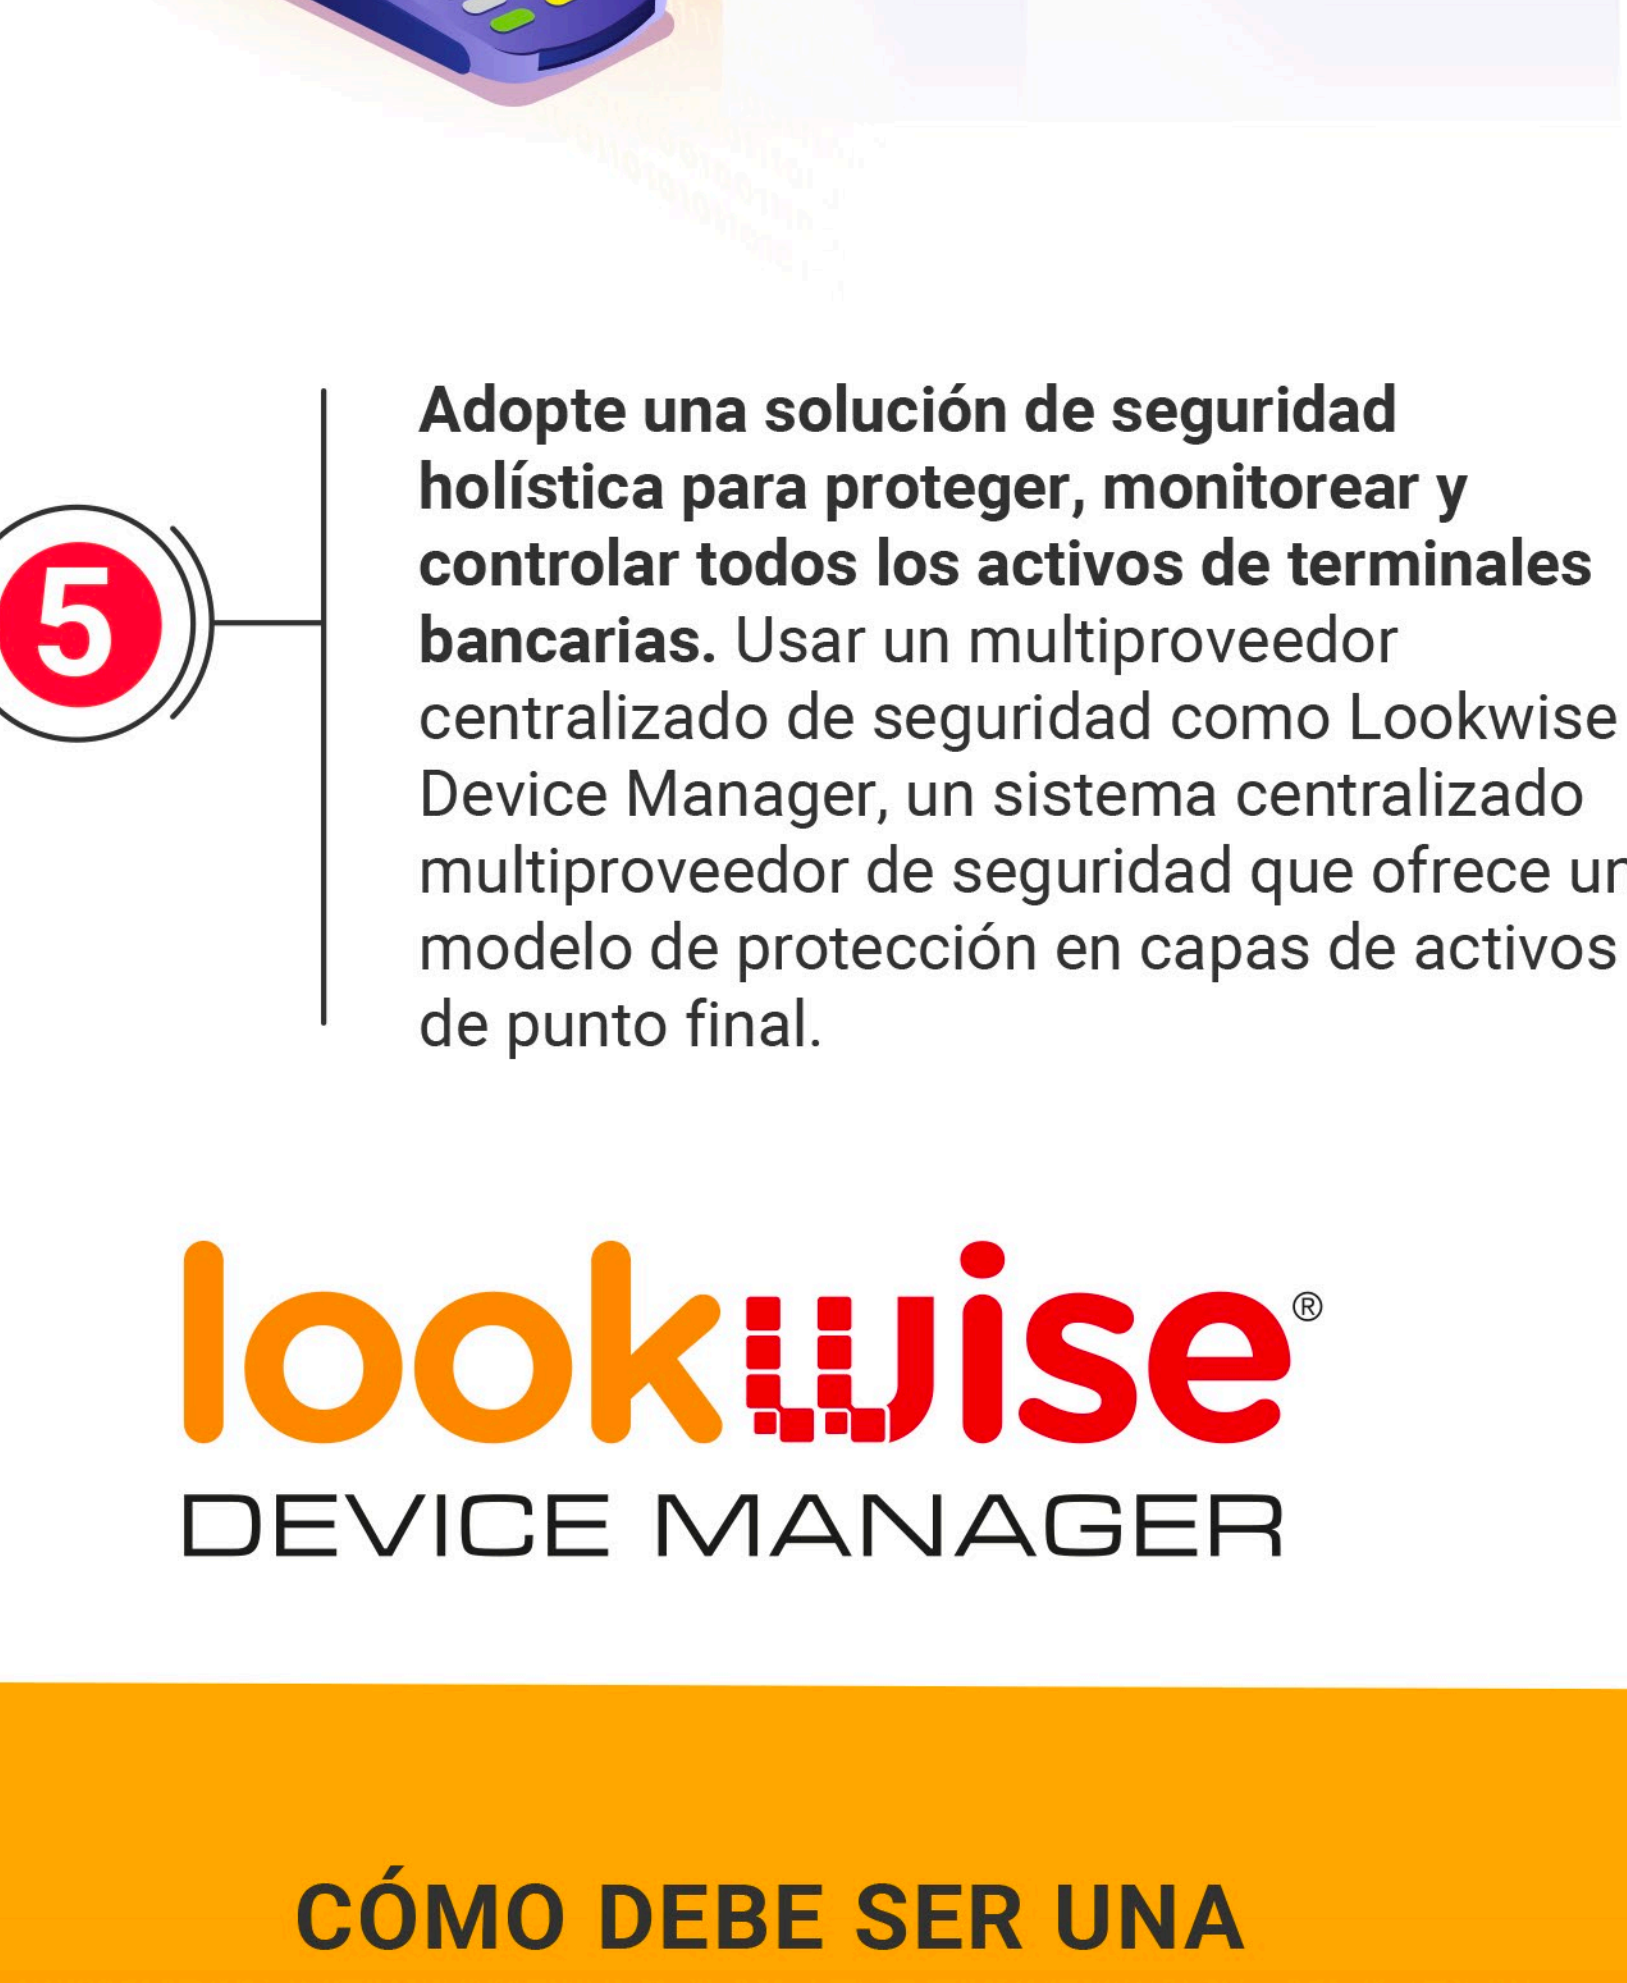 5
Adopte una solución de seguridad
holística para proteger, monitorear y
controlar todos los activos de terminales
bancarias. Usar un multiproveedor
centralizado de seguridad como Lookwise
Device Manager, un sistema centralizado
multiproveedor de seguridad que ofrece un
modelo de protección en capas de activos
de punto final.
lookwise®
DEVICE MANAGER
CÓMO DEBE SER UNA